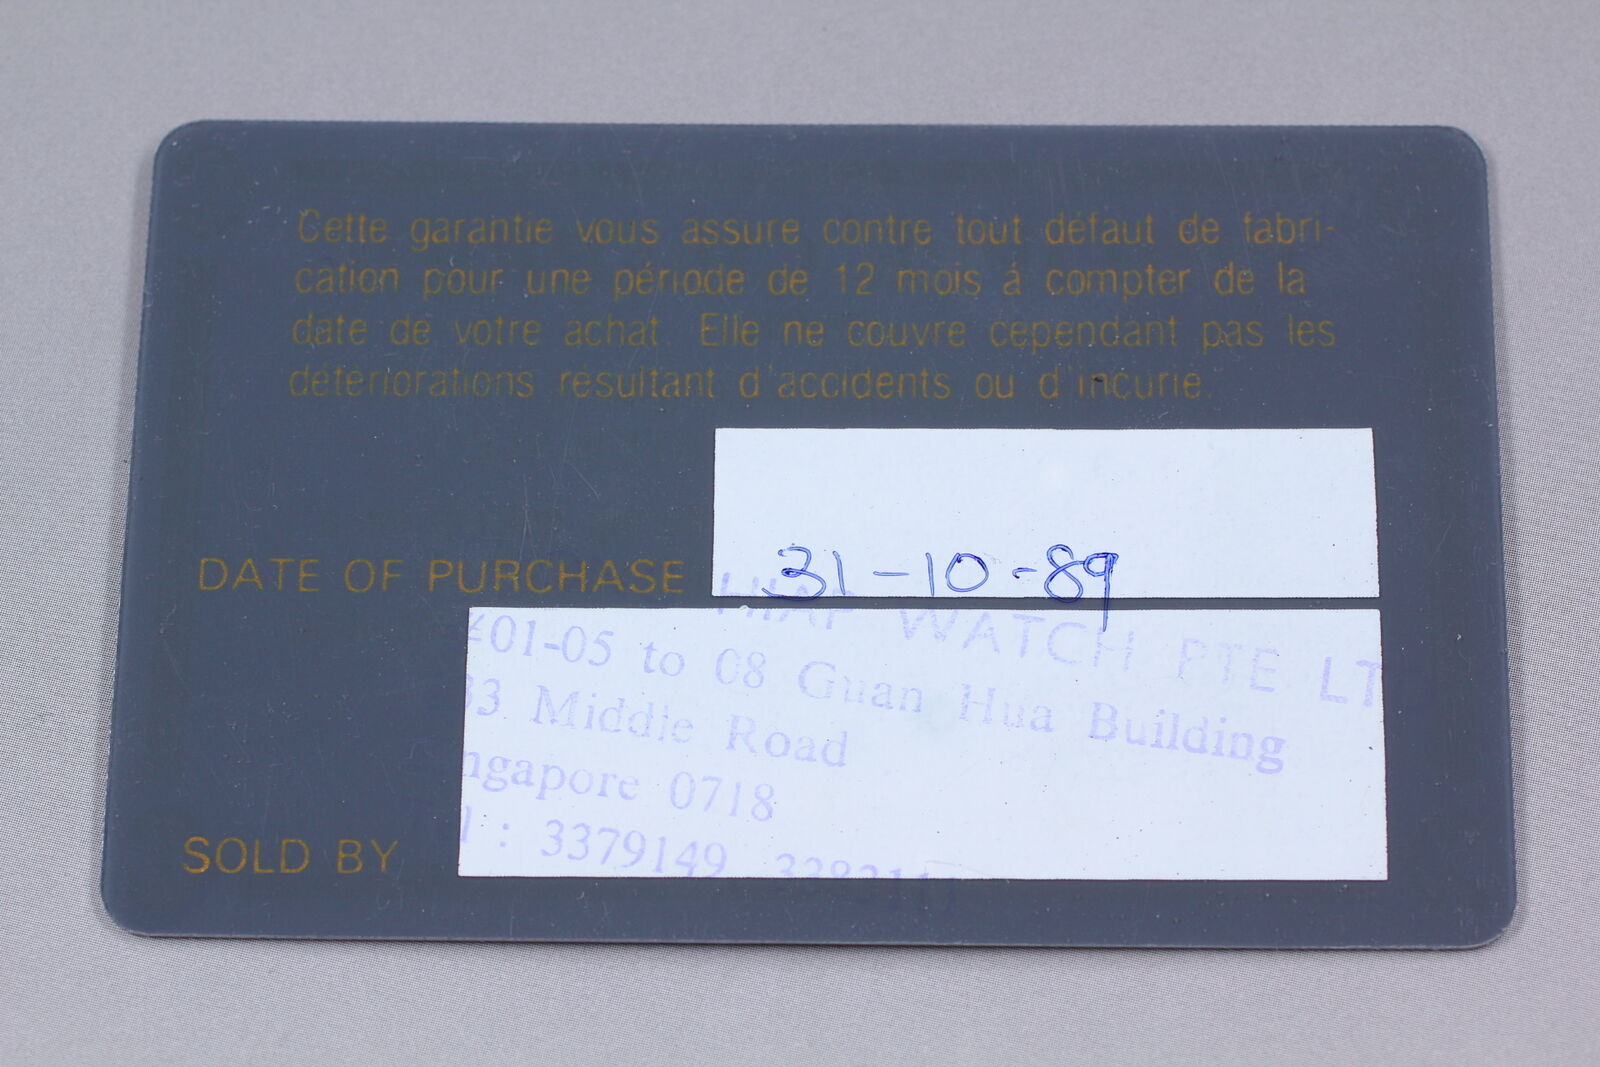 Cette garantie vous assure contre tout défaut de fabri-
cation pour une période de 12 mois à compter de la
date de votre achat. Elle ne couvre cependant pas les
détériorations résultant d'accidents ou d'incurie.
DATE OF PURCHASE 31-10-89
HIAP WATCH PTE LT
#01-05 to 08 Guan Hua Building
33 Middle Road
ngapore 0718
l : 3379149
SOLD BY